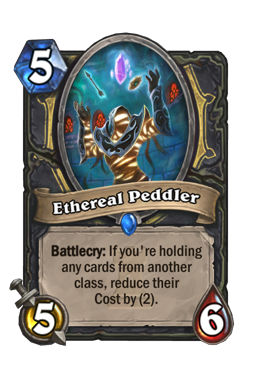 5
Ethereal Peddler
Battlecry: If you're holding
any cards from another
class, reduce their
Cost by (2).
5
6